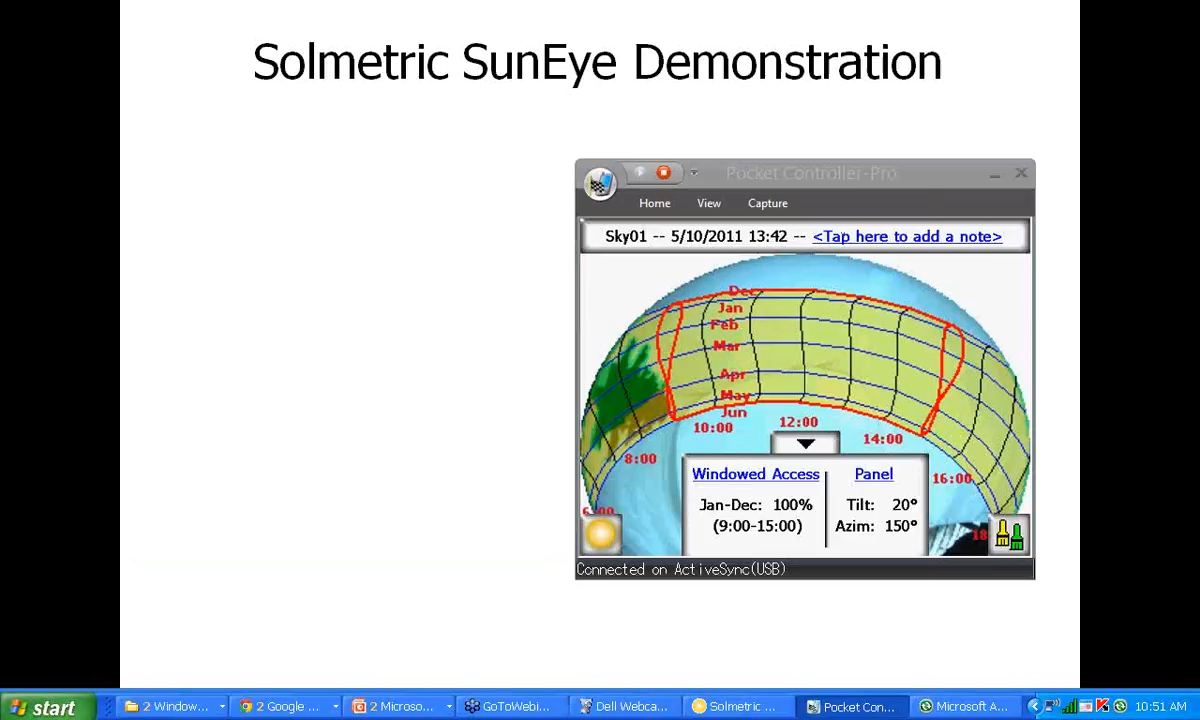 Solmetric SunEye Demonstration
Pocket Controller-Pro
Home View Capture
Sky01 -- 5/10/2011 13:42 -- <Tap here to add a note>
Dec
Jan
Feb
Mar
Apr
May
Jun
6:00
8:00
10:00
12:00
14:00
16:00
18
Windowed Access
Jan-Dec: 100%
(9:00-15:00)
Panel
Tilt: 20°
Azim: 150°
Connected on ActiveSync(USB)
start
2 Window...
2 Google ...
2 Microso...
GoToWebi...
Dell Webca...
Solmetric ...
Pocket Con...
Microsoft A...
10:51 AM